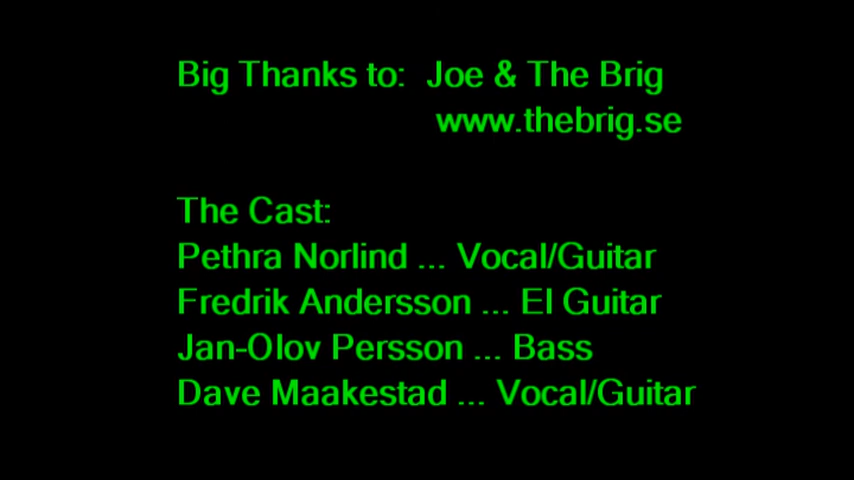 Big Thanks to: Joe & The Brig
www.thebrig.se
The Cast:
Pethra Norlind ... Vocal/Guitar
Fredrik Andersson ... El Guitar
Jan-Olov Persson ... Bass
Dave Maakestad ... Vocal/Guitar